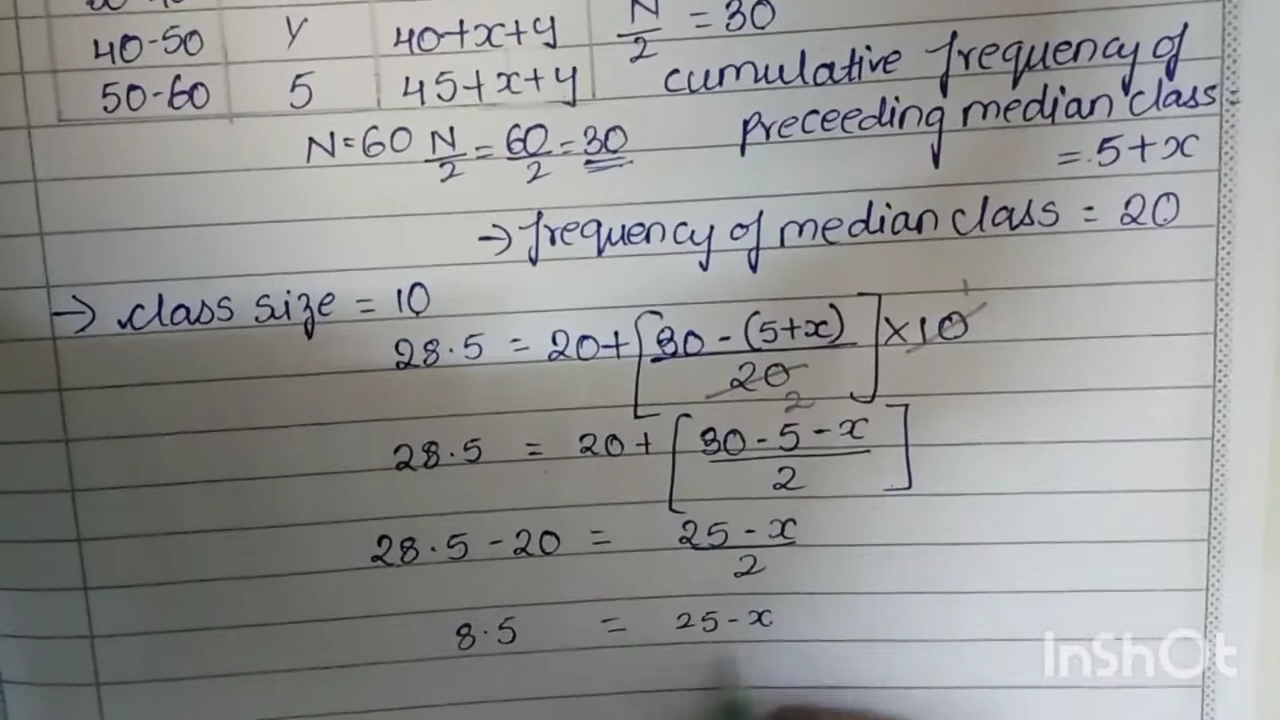 40-50 y 40+x+y N/2 = 30
50-60 5 45+x+y cumulative frequency of
N=60 N/2 = 60/2 = 30 preceeding median class
= 5+x
→ frequency of median class = 20
→ class size = 10
28.5 = 20+[30-(5+x)/20]×10
2 1
28.5 = 20+[30-5-x/2]
28.5-20 = 25-x/2
8.5 = 25-x
InShOt